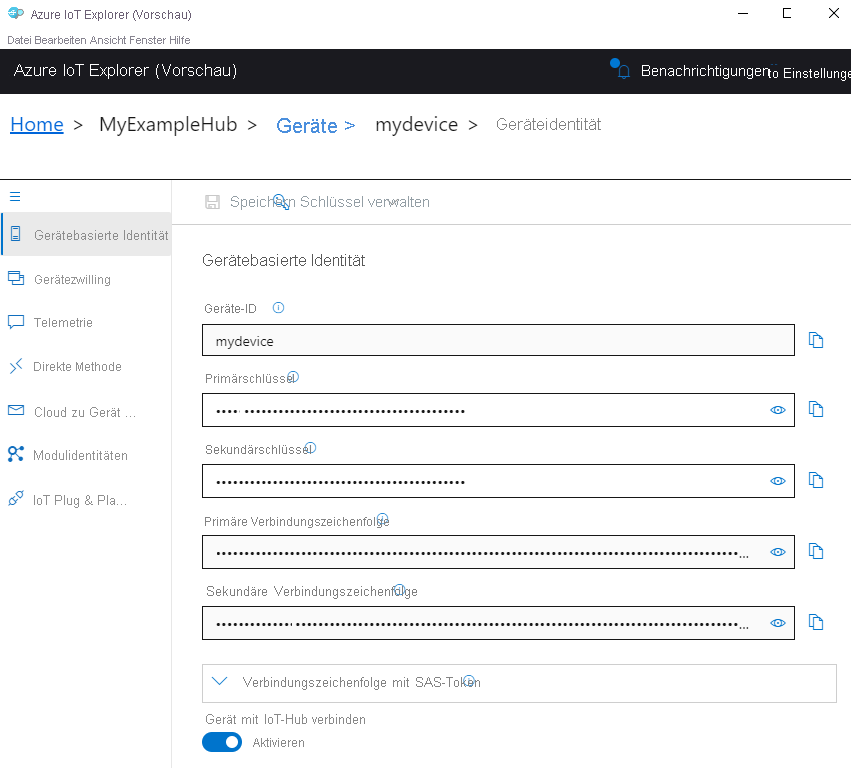 Azure IoT Explorer (Vorschau)
Datei Bearbeiten Ansicht Fenster Hilfe
Azure IoT Explorer (Vorschau)
Benachrichtigungen
to Einstellunge
Home > MyExampleHub > Geräte > mydevice > Geräteidentität
Speichern Schlüssel verwalten
Gerätebasierte Identität
Gerätezwilling
Telemetrie
Direkte Methode
Cloud zu Gerät ...
Modulidentitäten
IoT Plug & Pla...
Gerätebasierte Identität
Geräte-ID
mydevice
Primärschlüssel
Sekundärschlüssel
Primäre Verbindungszeichenfolge
Sekundäre Verbindungszeichenfolge
Verbindungszeichenfolge mit SAS-Token
Gerät mit IoT-Hub verbinden
Aktivieren